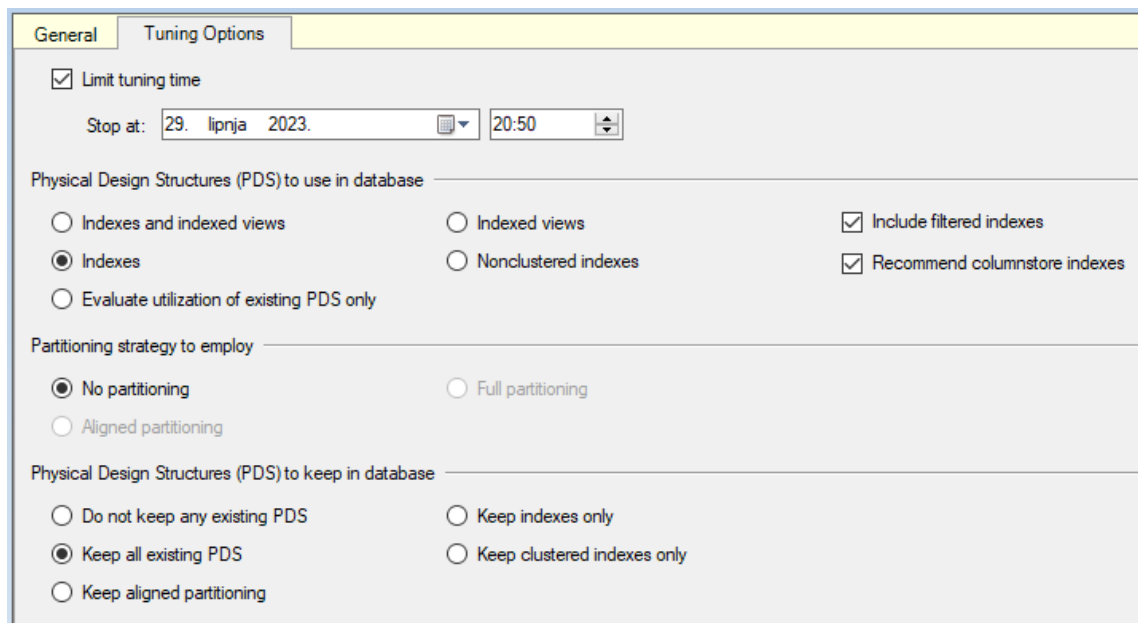 General Tuning Options
Limit tuning time
Stop at: 29. lipnja 2023. 20:50
Physical Design Structures (PDS) to use in database
Indexes and indexed views Indexed views Include filtered indexes
Indexes Nonclustered indexes Recommend columnstore indexes
Evaluate utilization of existing PDS only
Partitioning strategy to employ
No partitioning Full partitioning
Aligned partitioning
Physical Design Structures (PDS) to keep in database
Do not keep any existing PDS Keep indexes only
Keep all existing PDS Keep clustered indexes only
Keep aligned partitioning